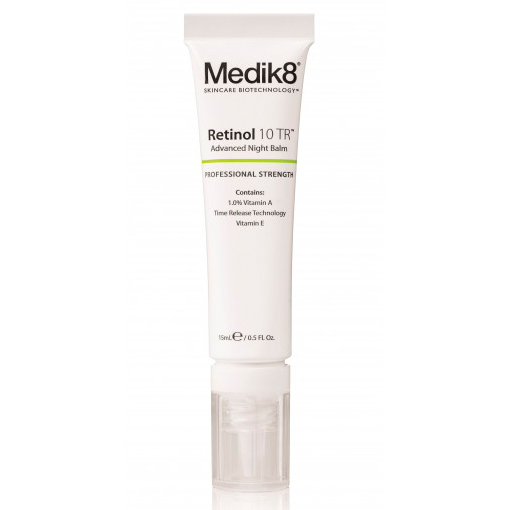 Medik8®
SKINCARE BIOTECHNOLOGY™
Retinol 10 TR™
Advanced Night Balm
PROFESSIONAL STRENGTH
Contains:
1.0% Vitamin A
Time Release Technology
Vitamin E
15mL ℮ / 0.5 Fl. Oz.